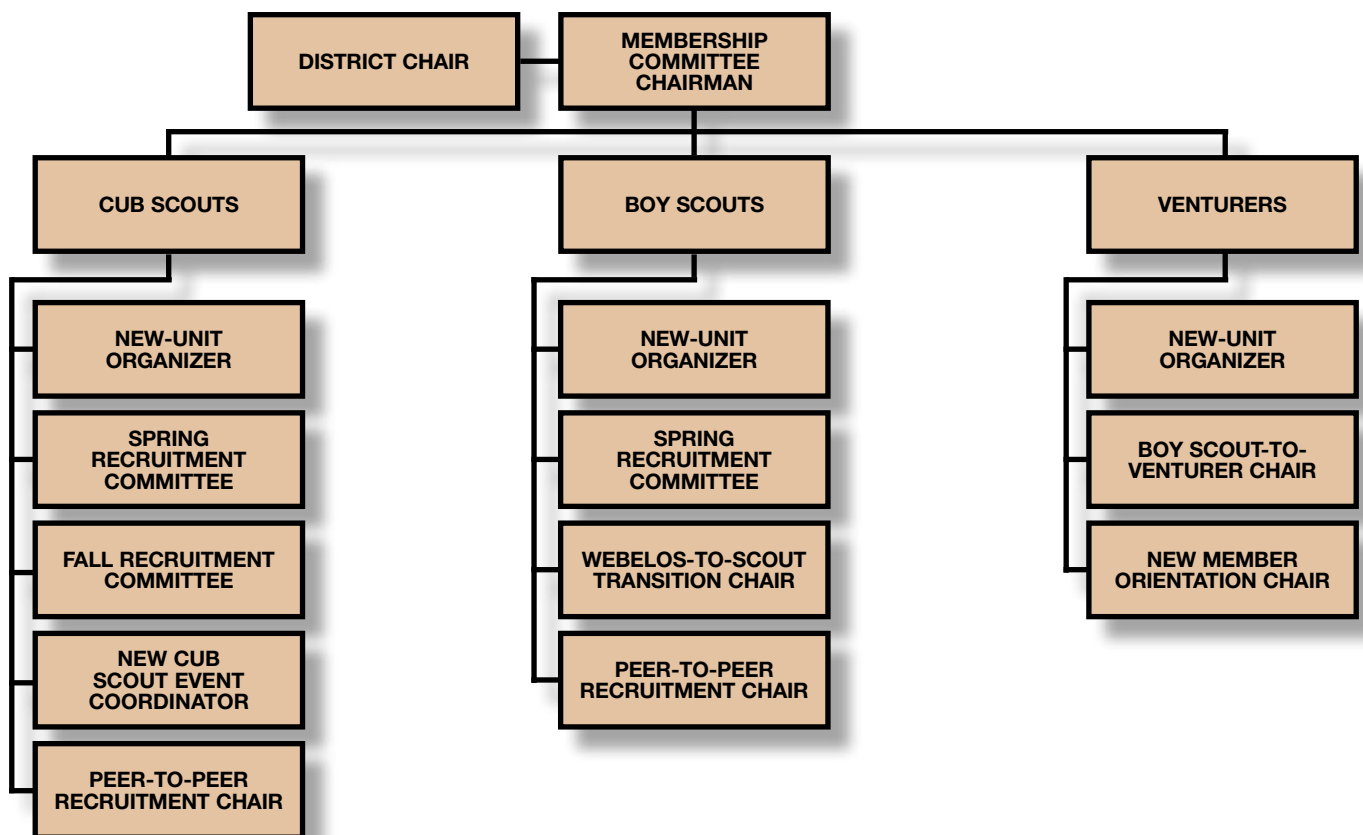 DISTRICT CHAIR
MEMBERSHIP
COMMITTEE
CHAIRMAN
CUB SCOUTS
NEW-UNIT
ORGANIZER
SPRING
RECRUITMENT
COMMITTEE
FALL RECRUITMENT
COMMITTEE
NEW CUB
SCOUT EVENT
COORDINATOR
PEER-TO-PEER
RECRUITMENT CHAIR
BOY SCOUTS
NEW-UNIT
ORGANIZER
SPRING
RECRUITMENT
COMMITTEE
WEBELOS-TO-SCOUT
TRANSITION CHAIR
PEER-TO-PEER
RECRUITMENT CHAIR
VENTURERS
NEW-UNIT
ORGANIZER
BOY SCOUT-TO-
VENTURER CHAIR
NEW MEMBER
ORIENTATION CHAIR